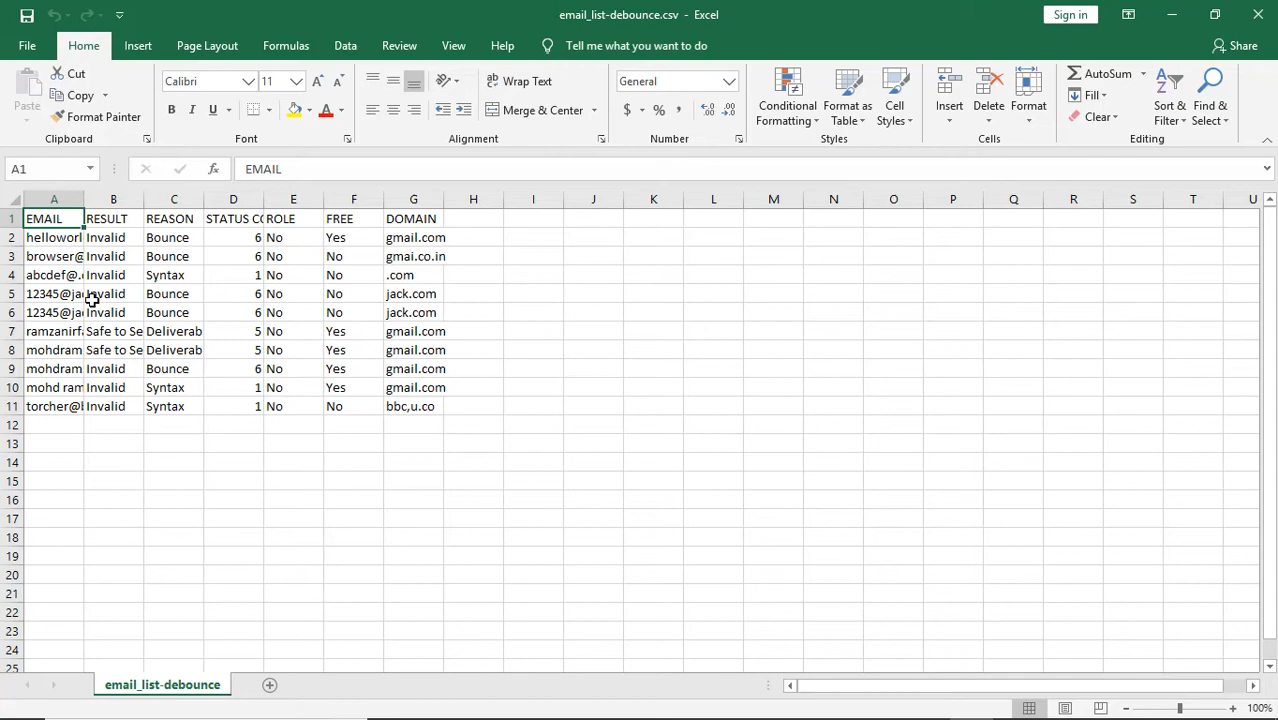 email_list-debounce.csv - Excel
Sign in
File Home Insert Page Layout Formulas Data Review View Help Tell me what you want to do Share
Paste
Cut
Copy
Format Painter
Clipboard
Calibri 11
B I U A
Font
Wrap Text
Merge & Center
Alignment
General
$ % ,
Number
Conditional Formatting
Format as Table
Cell Styles
Styles
Insert Delete Format
Cells
AutoSum
Fill
Clear
Sort & Filter
Find & Select
Editing
A1 fx EMAIL
A B C D E F G H I J K L M N O P Q R S T U
1 EMAIL RESULT REASON STATUS CO ROLE FREE DOMAIN
2 helloworl Invalid Bounce 6 No Yes gmail.com
3 browser@ Invalid Bounce 6 No No gmai.co.in
4 abcdef@. Invalid Syntax 1 No No .com
5 12345@ja Invalid Bounce 6 No No jack.com
6 12345@ja Invalid Bounce 6 No No jack.com
7 ramzanirfa Safe to Se Deliverab 5 No Yes gmail.com
8 mohdram Safe to Se Deliverab 5 No Yes gmail.com
9 mohdram Invalid Bounce 6 No Yes gmail.com
10 mohd ram Invalid Syntax 1 No Yes gmail.com
11 torcher@b Invalid Syntax 1 No No bbc,u.co
12
13
14
15
16
17
18
19
20
21
22
23
24
25
email_list-debounce
100%